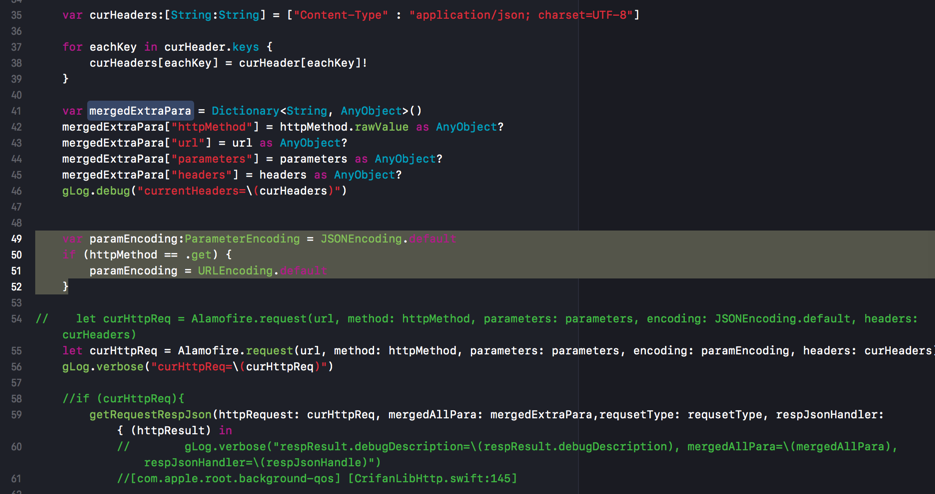 34
35 var curHeaders:[String:String] = ["Content-Type" : "application/json; charset=UTF-8"]
36
37 for eachKey in curHeader.keys {
38 curHeaders[eachKey] = curHeader[eachKey]!
39 }
40
41 var mergedExtraPara = Dictionary<String, AnyObject>()
42 mergedExtraPara["httpMethod"] = httpMethod.rawValue as AnyObject?
43 mergedExtraPara["url"] = url as AnyObject?
44 mergedExtraPara["parameters"] = parameters as AnyObject?
45 mergedExtraPara["headers"] = headers as AnyObject?
46 gLog.debug("currentHeaders=\(curHeaders)")
47
48
49 var paramEncoding:ParameterEncoding = JSONEncoding.default
50 if (httpMethod == .get) {
51 paramEncoding = URLEncoding.default
52 }
53
54 // let curHttpReq = Alamofire.request(url, method: httpMethod, parameters: parameters, encoding: JSONEncoding.default, headers:
curHeaders)
55 let curHttpReq = Alamofire.request(url, method: httpMethod, parameters: parameters, encoding: paramEncoding, headers: curHeaders)
56 gLog.verbose("curHttpReq=\(curHttpReq)")
57
58 //if (curHttpReq){
59 getRequestRespJson(httpRequest: curHttpReq, mergedAllPara: mergedExtraPara,requsetType: requsetType, respJsonHandler:
{ (httpResult) in
60 // gLog.verbose("respResult.debugDescription=\(respResult.debugDescription), mergedAllPara=\(mergedAllPara),
respJsonHandler=\(respJsonHandle)")
61 //[com.apple.root.background-qos] [CrifanLibHttp.swift:145]